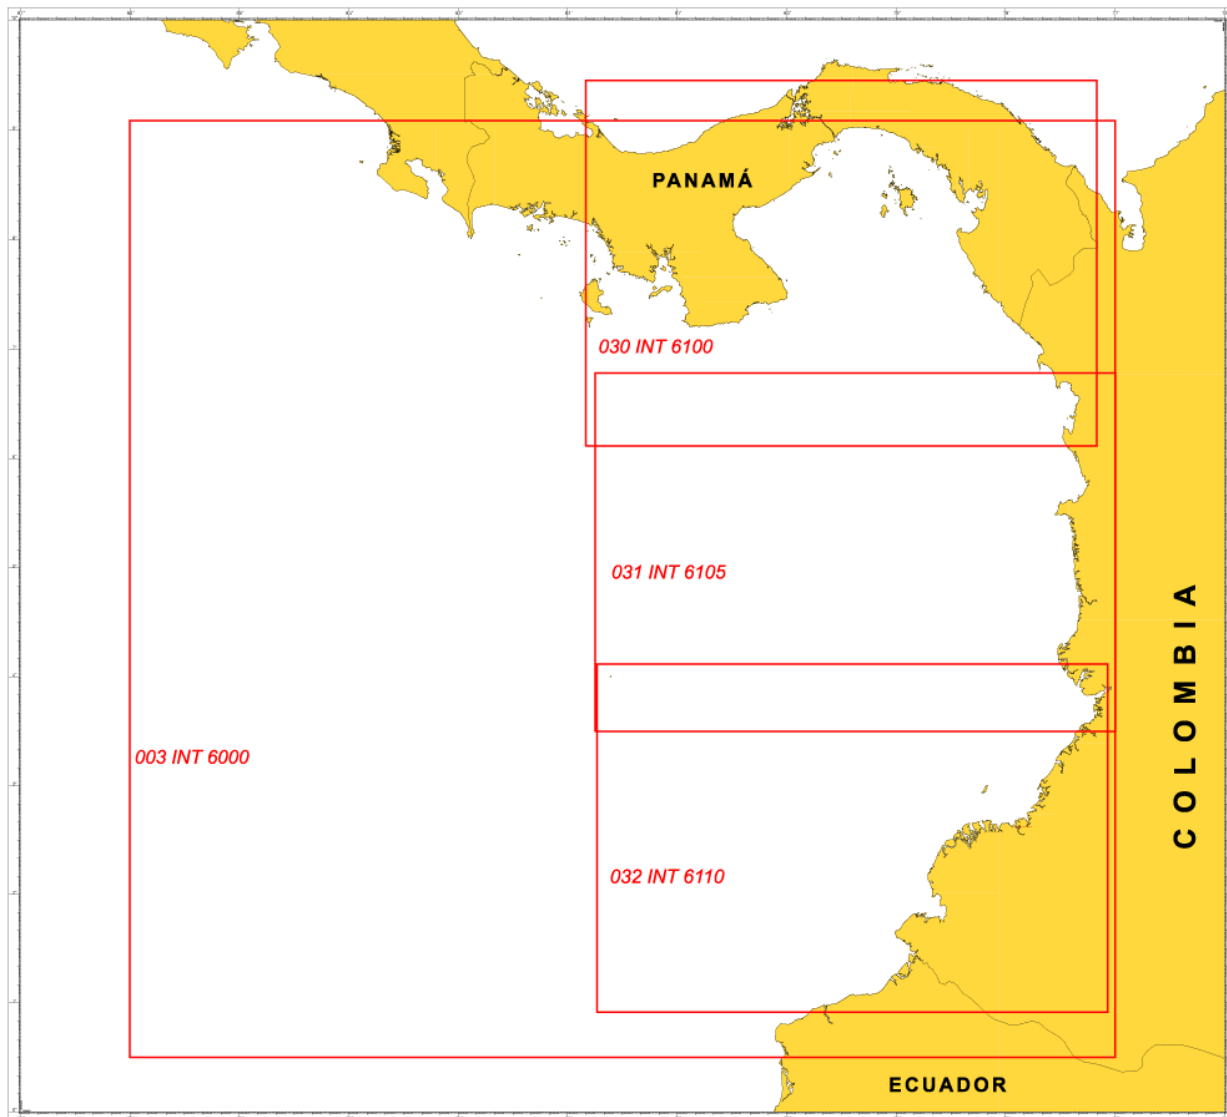 PANAMÁ
030 INT 6100
031 INT 6105
COLOMBIA
003 INT 6000
032 INT 6110
ECUADOR